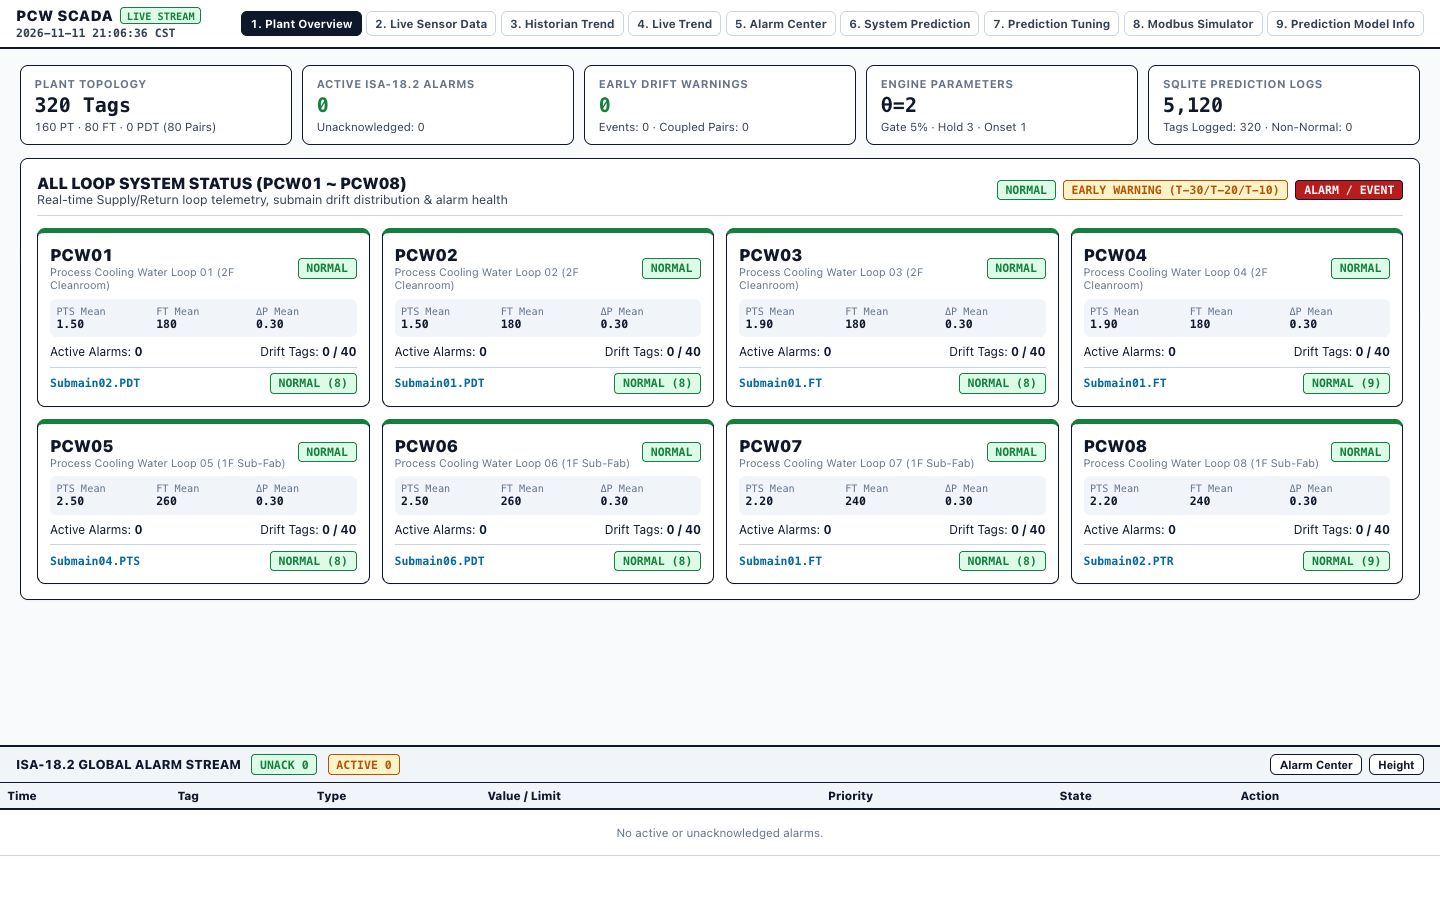 PCW SCADA LIVE STREAM
2026-11-11 21:06:36 CST
1. Plant Overview
2. Live Sensor Data
3. Historian Trend
4. Live Trend
5. Alarm Center
6. System Prediction
7. Prediction Tuning
8. Modbus Simulator
9. Prediction Model Info
PLANT TOPOLOGY
320 Tags
160 PT · 80 FT · 0 PDT (80 Pairs)
ACTIVE ISA-18.2 ALARMS
0
Unacknowledged: 0
EARLY DRIFT WARNINGS
0
Events: 0 · Coupled Pairs: 0
ENGINE PARAMETERS
θ=2
Gate 5% · Hold 3 · Onset 1
SQLITE PREDICTION LOGS
5,120
Tags Logged: 320 · Non-Normal: 0
ALL LOOP SYSTEM STATUS (PCW01 ~ PCW08)
Real-time Supply/Return loop telemetry, submain drift distribution & alarm health
NORMAL
EARLY WARNING (T-30/T-20/T-10)
ALARM / EVENT
PCW01
Process Cooling Water Loop 01 (2F
Cleanroom)
NORMAL
PTS Mean FT Mean ΔP Mean
1.50 180 0.30
Active Alarms: 0 Drift Tags: 0 / 40
Submain02.PDT NORMAL (8)
PCW02
Process Cooling Water Loop 02 (2F
Cleanroom)
NORMAL
PTS Mean FT Mean ΔP Mean
1.50 180 0.30
Active Alarms: 0 Drift Tags: 0 / 40
Submain01.PDT NORMAL (8)
PCW03
Process Cooling Water Loop 03 (2F
Cleanroom)
NORMAL
PTS Mean FT Mean ΔP Mean
1.90 180 0.30
Active Alarms: 0 Drift Tags: 0 / 40
Submain01.FT NORMAL (8)
PCW04
Process Cooling Water Loop 04 (2F
Cleanroom)
NORMAL
PTS Mean FT Mean ΔP Mean
1.90 180 0.30
Active Alarms: 0 Drift Tags: 0 / 40
Submain01.FT NORMAL (9)
PCW05
Process Cooling Water Loop 05 (1F Sub-Fab)
NORMAL
PTS Mean FT Mean ΔP Mean
2.50 260 0.30
Active Alarms: 0 Drift Tags: 0 / 40
Submain04.PTS NORMAL (8)
PCW06
Process Cooling Water Loop 06 (1F Sub-Fab)
NORMAL
PTS Mean FT Mean ΔP Mean
2.50 260 0.30
Active Alarms: 0 Drift Tags: 0 / 40
Submain06.PDT NORMAL (8)
PCW07
Process Cooling Water Loop 07 (1F Sub-Fab)
NORMAL
PTS Mean FT Mean ΔP Mean
2.20 240 0.30
Active Alarms: 0 Drift Tags: 0 / 40
Submain01.FT NORMAL (8)
PCW08
Process Cooling Water Loop 08 (1F Sub-Fab)
NORMAL
PTS Mean FT Mean ΔP Mean
2.20 240 0.30
Active Alarms: 0 Drift Tags: 0 / 40
Submain02.PTR NORMAL (9)
ISA-18.2 GLOBAL ALARM STREAM UNACK 0 ACTIVE 0 Alarm Center Height
Time Tag Type Value / Limit Priority State Action
No active or unacknowledged alarms.